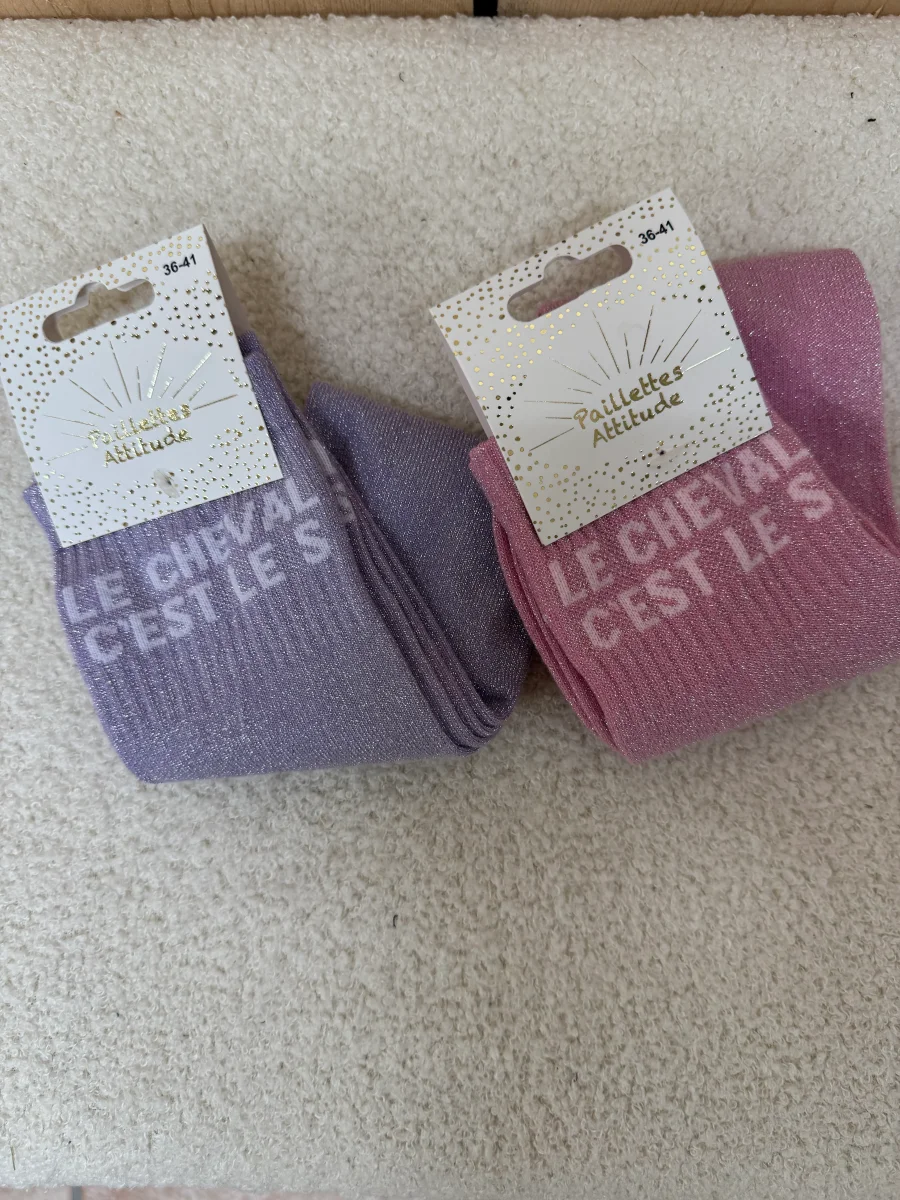 36-41
Paillettes
Attitude
LE CHEVAL
C'EST LE S
36-41
Paillettes
Attitude
LE CHEVAL
C'EST LE S